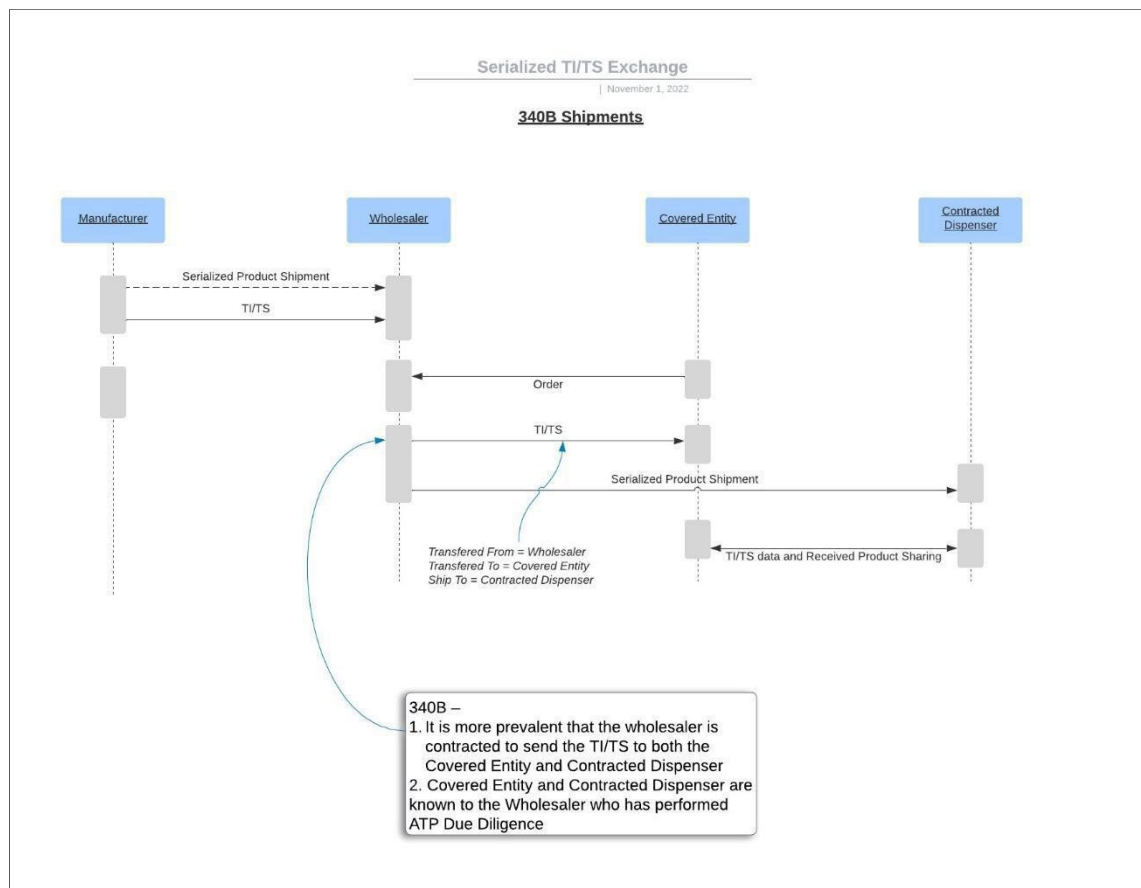 Serialized TI/TS Exchange
| November 1, 2022
340B Shipments
Manufacturer
Wholesaler
Covered Entity
Contracted
Dispenser
Serialized Product Shipment
TI/TS
Order
TI/TS
Serialized Product Shipment
TI/TS data and Received Product Sharing
Transfered From = Wholesaler
Transfered To = Covered Entity
Ship To = Contracted Dispenser
340B –
1. It is more prevalent that the wholesaler is
contracted to send the TI/TS to both the
Covered Entity and Contracted Dispenser
2. Covered Entity and Contracted Dispenser are
known to the Wholesaler who has performed
ATP Due Diligence